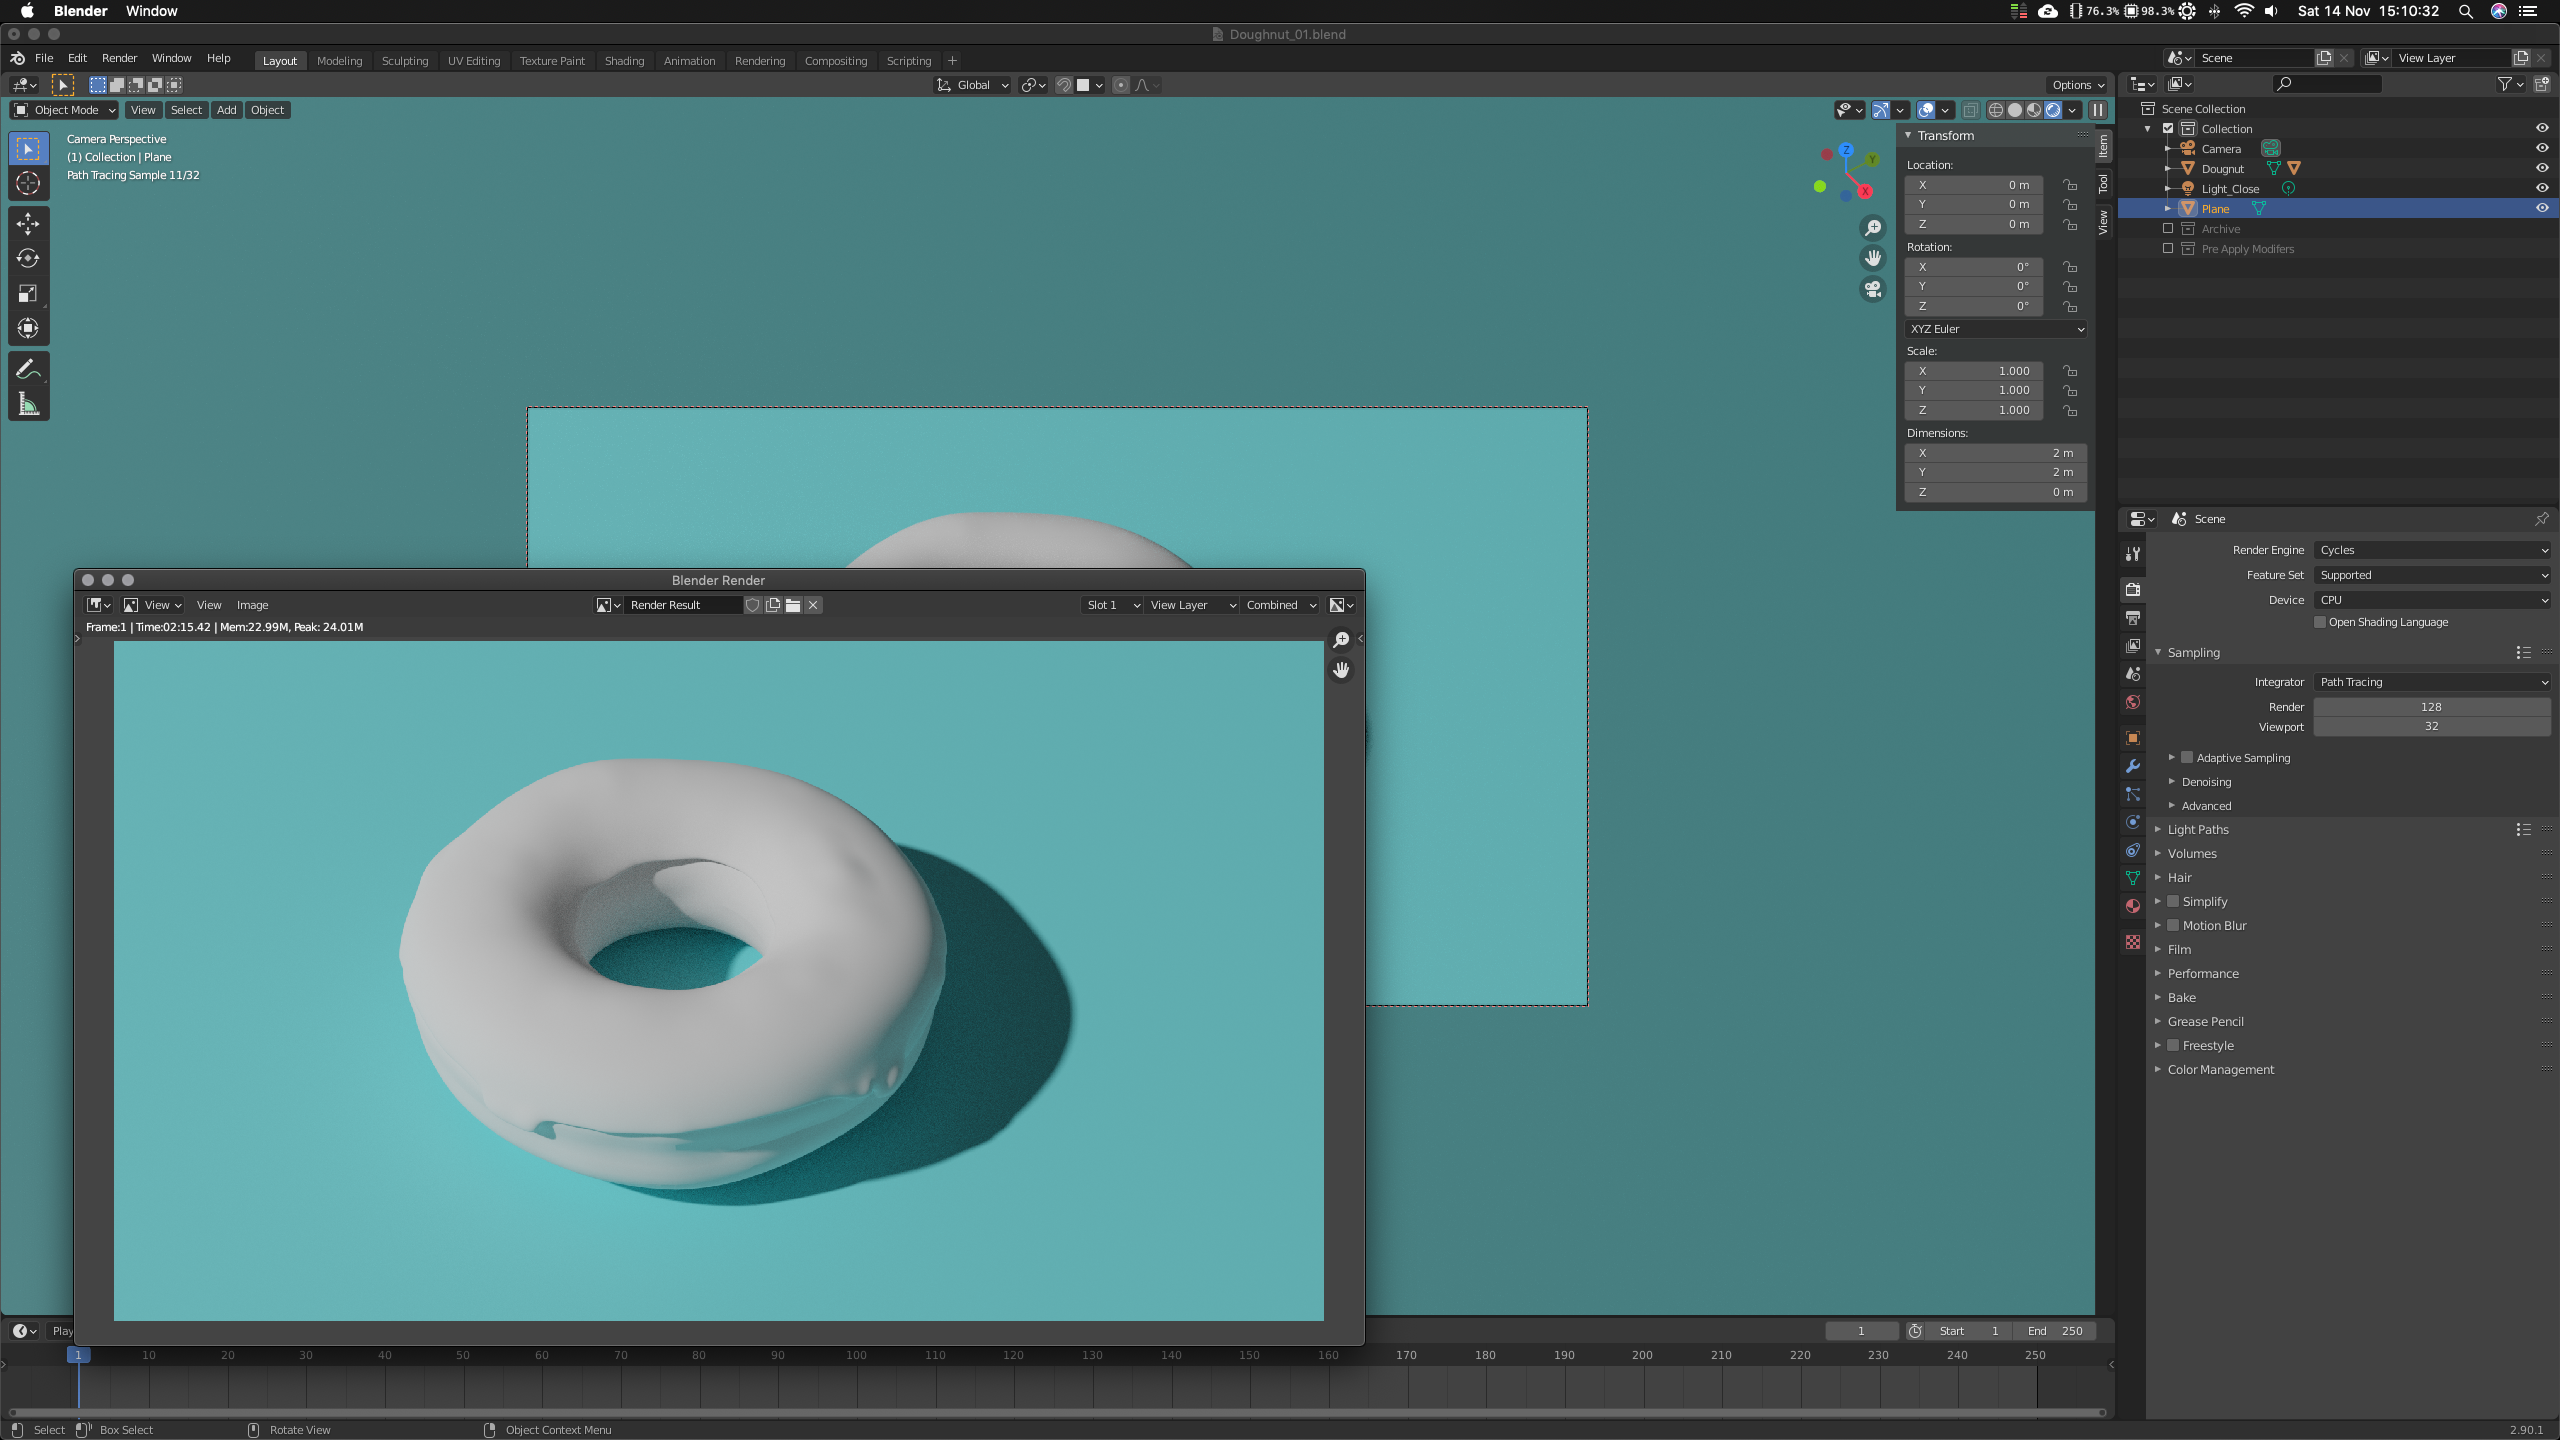 Blender Window 76.3% 98.3% Sat 14 Nov 15:10:32
Doughnut_01.blend
File Edit Render Window Help Layout Modeling Sculpting UV Editing Texture Paint Shading Animation Rendering Compositing Scripting + Scene View Layer
Global Options
Object Mode View Select Add Object
Camera Perspective
(1) Collection | Plane
Path Tracing Sample 11/32
Z
Y
X
Transform
Location:
X 0 m
Y 0 m
Z 0 m
Rotation:
X 0°
Y 0°
Z 0°
XYZ Euler
Scale:
X 1.000
Y 1.000
Z 1.000
Dimensions:
X 2 m
Y 2 m
Z 0 m
Item
Tool
View
Scene Collection
Collection
Camera
Dougnut
Light_Close
Plane
Archive
Pre Apply Modifers
Scene
Render Engine Cycles
Feature Set Supported
Device CPU
Open Shading Language
Sampling
Integrator Path Tracing
Render 128
Viewport 32
Adaptive Sampling
Denoising
Advanced
Light Paths
Volumes
Hair
Simplify
Motion Blur
Film
Performance
Bake
Grease Pencil
Freestyle
Color Management
Blender Render
View View Image Render Result Slot 1 View Layer Combined
Frame:1 | Time:02:15.42 | Mem:22.99M, Peak: 24.01M
Play 1 Start 1 End 250
1 10 20 30 40 50 60 70 80 90 100 110 120 130 140 150 160 170 180 190 200 210 220 230 240 250
Select Box Select Rotate View Object Context Menu 2.90.1